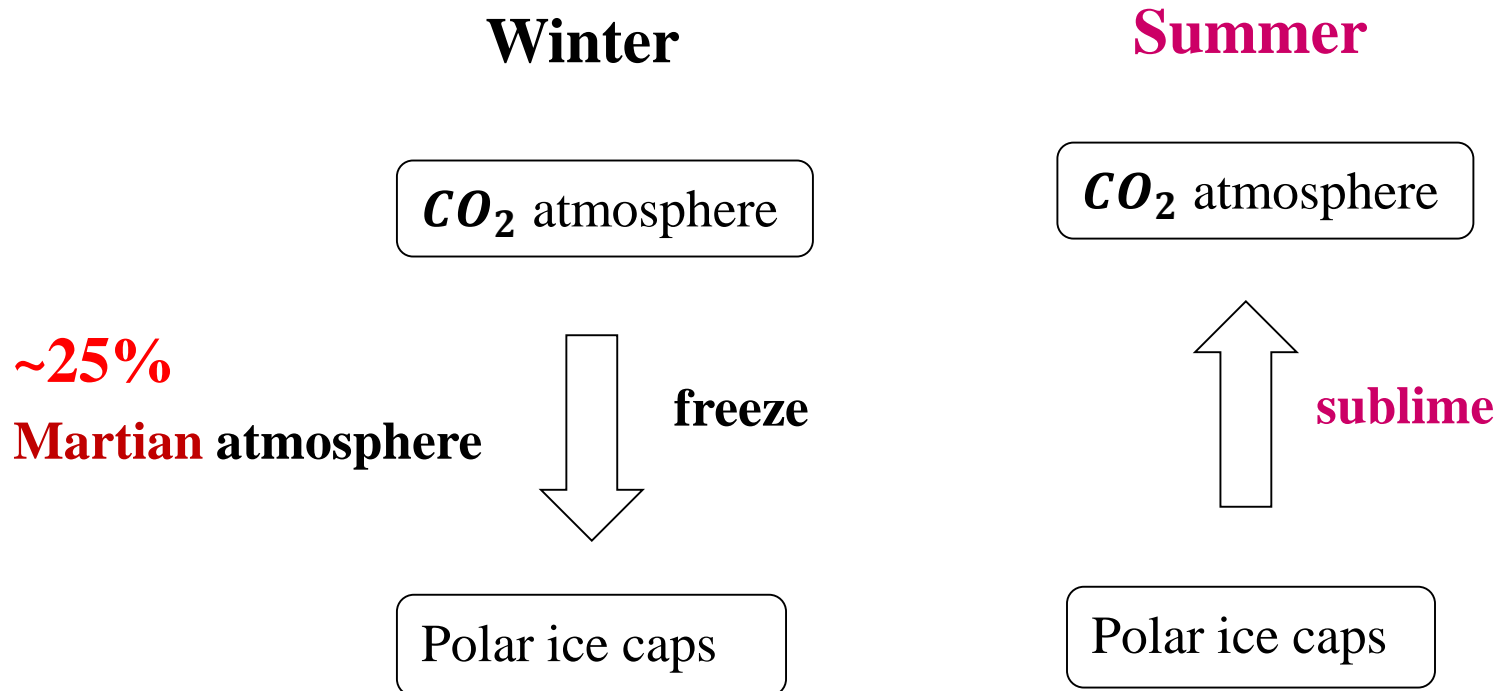 Winter
Summer
CO₂ atmosphere
CO₂ atmosphere
~25%
Martian atmosphere
freeze
sublime
Polar ice caps
Polar ice caps